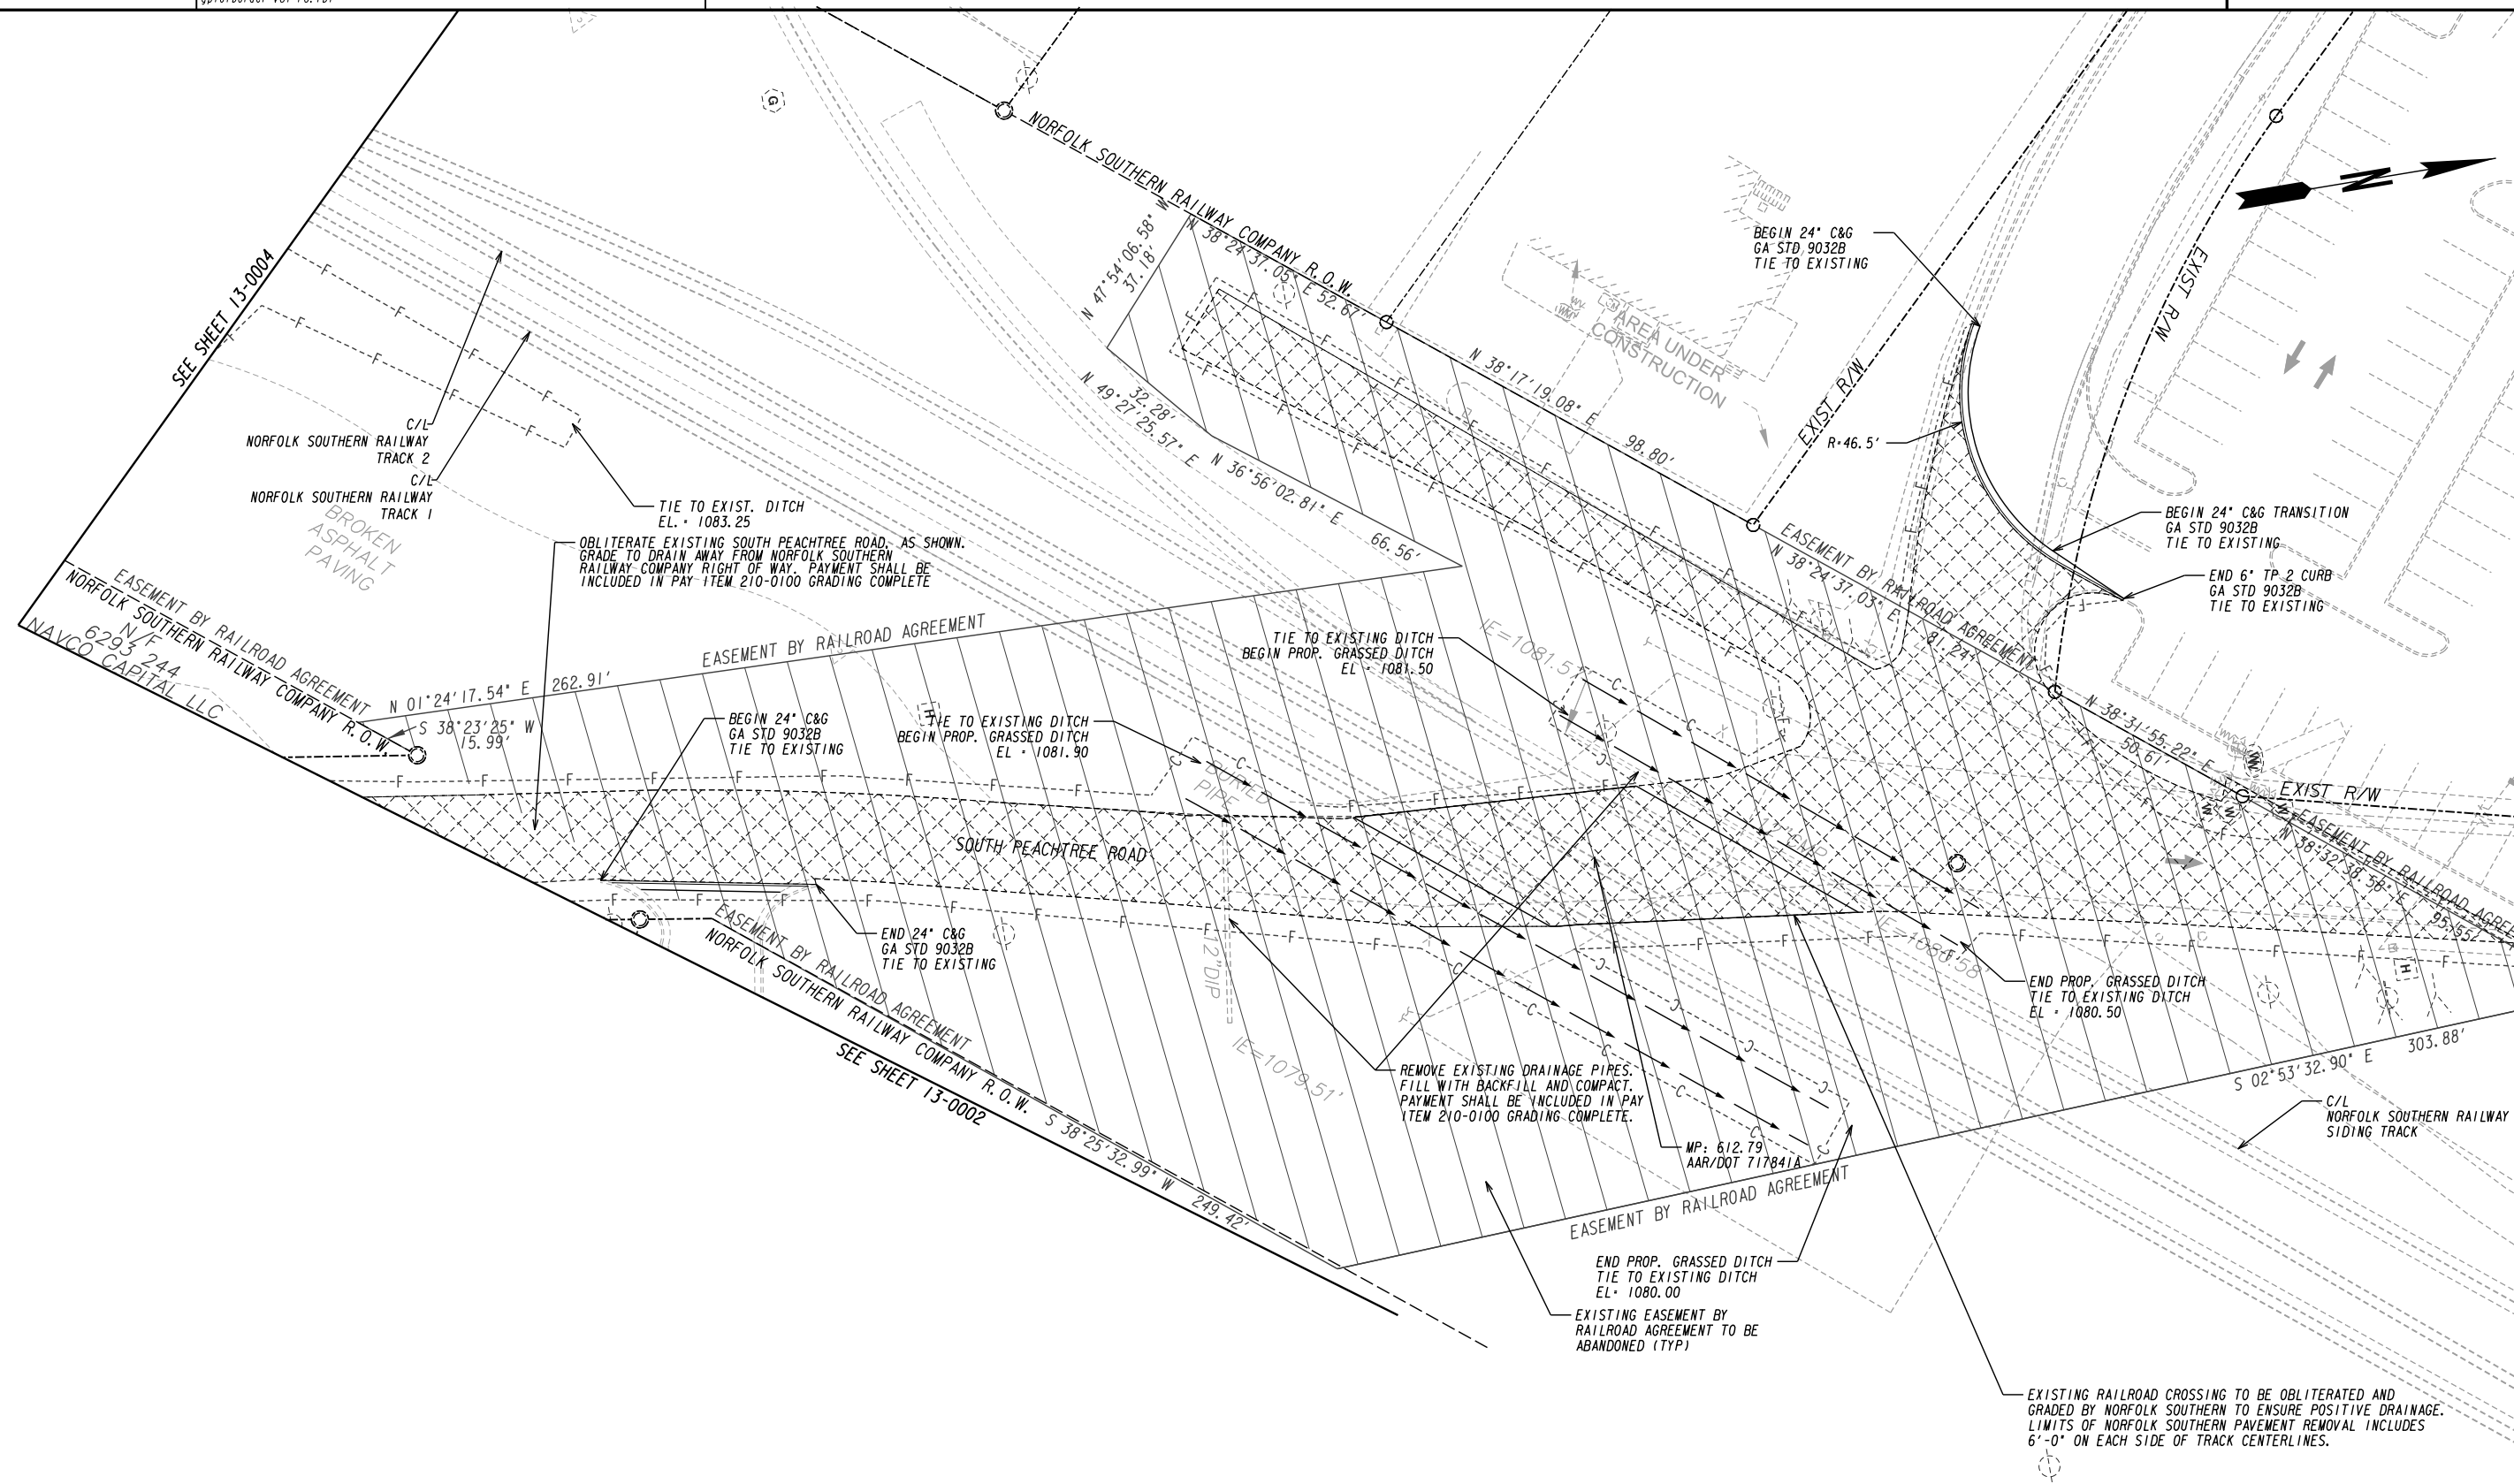 N
SEE SHEET 13-0004
G
NORFOLK SOUTHERN RAILWAY COMPANY R.O.W.
N 47°54'06.58" W
37.18'
N 38°24'37.05" E 52.67'
BEGIN 24" C&G
GA STD 9032B
TIE TO EXISTING
EXIST R/W
EXIST R/W
AREA UNDER
CONSTRUCTION
N 38°17'19.08" E 98.80'
R=46.5'
32.28'
N 49°27'25.57" E
N 36°56'02.81" E 66.56'
C/L
NORFOLK SOUTHERN RAILWAY
TRACK 2
C/L
NORFOLK SOUTHERN RAILWAY
TRACK 1
BROKEN
ASPHALT
PAVING
TIE TO EXIST. DITCH
EL. = 1083.25
OBLITERATE EXISTING SOUTH PEACHTREE ROAD, AS SHOWN.
GRADE TO DRAIN AWAY FROM NORFOLK SOUTHERN
RAILWAY COMPANY RIGHT OF WAY. PAYMENT SHALL BE
INCLUDED IN PAY ITEM 210-0100 GRADING COMPLETE
BEGIN 24" C&G TRANSITION
GA STD 9032B
TIE TO EXISTING
END 6" TP 2 CURB
GA STD 9032B
TIE TO EXISTING
EASEMENT BY RAILROAD AGREEMENT
N 38°24'37.03" E 81.24'
EASEMENT BY RAILROAD AGREEMENT
NORFOLK SOUTHERN RAILWAY COMPANY R.O.W.
N/F
6293 244
NAVCO CAPITAL LLC
EASEMENT BY RAILROAD AGREEMENT
N 01°24'17.54" E 262.91'
S 38°23'25" W
15.99'
TIE TO EXISTING DITCH
BEGIN PROP. GRASSED DITCH
EL = 1081.50
BEGIN 24" C&G
GA STD 9032B
TIE TO EXISTING
H
TIE TO EXISTING DITCH
BEGIN PROP. GRASSED DITCH
EL = 1081.90
BURIED
PIPE
N 38°31'55.22" E
50.61'
EXIST R/W
EASEMENT BY RAILROAD AGREE
N 38°32'38.58" E 95.55'
SOUTH PEACHTREE ROAD
END 24" C&G
GA STD 9032B
TIE TO EXISTING
12"DIP
IE=1079.51'
EASEMENT BY RAILROAD AGREEMENT
NORFOLK SOUTHERN RAILWAY COMPANY R.O.W.
S 38°25'32.99" W 249.42'
SEE SHEET 13-0002
REMOVE EXISTING DRAINAGE PIPES.
FILL WITH BACKFILL AND COMPACT.
PAYMENT SHALL BE INCLUDED IN PAY
ITEM 210-0100 GRADING COMPLETE.
MP: 612.79
AAR/DOT 717841A
IE=1080.58'
END PROP. GRASSED DITCH
TIE TO EXISTING DITCH
EL = 1080.50
H
S 02°53'32.90" E 303.88'
C/L
NORFOLK SOUTHERN RAILWAY
SIDING TRACK
EASEMENT BY RAILROAD AGREEMENT
END PROP. GRASSED DITCH
TIE TO EXISTING DITCH
EL= 1080.00
EXISTING EASEMENT BY
RAILROAD AGREEMENT TO BE
ABANDONED (TYP)
EXISTING RAILROAD CROSSING TO BE OBLITERATED AND
GRADED BY NORFOLK SOUTHERN TO ENSURE POSITIVE DRAINAGE.
LIMITS OF NORFOLK SOUTHERN PAVEMENT REMOVAL INCLUDES
6'-0" ON EACH SIDE OF TRACK CENTERLINES.